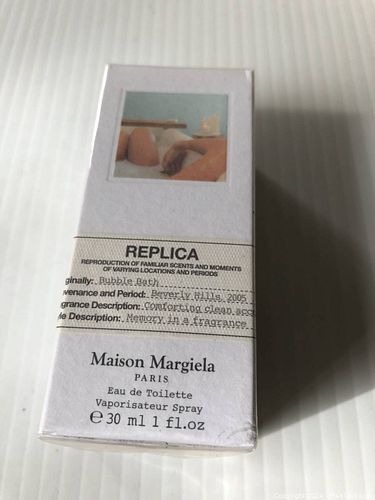 REPLICA
REPRODUCTION OF FAMILIAR SCENTS AND MOMENTS
OF VARYING LOCATIONS AND PERIODS
ginally: Bubble Bath
venance and Period: Beverly Hills, 2005
grance Description: Comforting clean acc
le Description: Memory in a fragrance
Maison Margiela
PARIS
Eau de Toilette
Vaporisateur Spray
℮ 30 ml 1 fl.oz